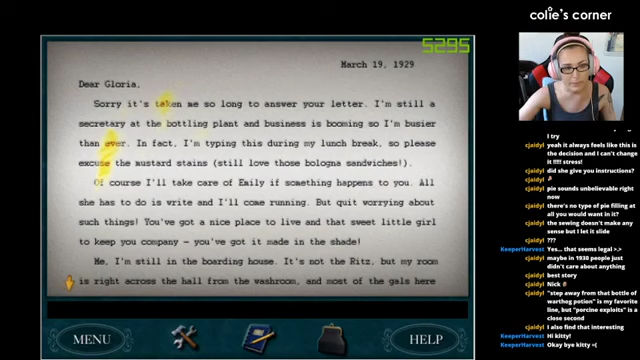 colie's corner
5295
March 19, 1929
Dear Gloria,
Sorry it's taken me so long to answer your letter. I'm still a
secretary at the bottling plant and business is booming so I'm busier
than ever. In fact, I'm typing this during my lunch break, so please
excuse the mustard stains (still love those bologna sandwiches!).
Of course I'll take care of Emily if something happens to you. All
she has to do is write and I'll come running. But quit worrying about
such things! You've got a nice place to live and that sweet little girl
to keep you company - you've got it made in the shade!
Me, I'm still in the boarding house. It's not the Ritz, but my room
is right across the hall from the washroom, and most of the gals here
MENU
HELP
I try
cjaidyl: yeah it always feels like this is
the decision and I can't change
it !!!!! stress!
cjaidyl: did she give you instructions?
cjaidyl:
cjaidyl: pie sounds unbelievable right
now
cjaidyl: there's no type of pie filling at
all you would want in it?
cjaidyl: the sewing doesn't make any
sense but I let it slide
KeeperHarvest: Yes.. that seems legal >.>
cjaidyl: maybe in 1930 people just
didn't care about anything
cjaidyl: best story
cjaidyl: Nick
cjaidyl: "step away from that bottle of
warthog potion" is my favorite
line, but "porcine exploits" is a
close second
cjaidyl: I also find that interesting
KeeperHarvest: Hi kitty!
KeeperHarvest: Okay bye kitty =(